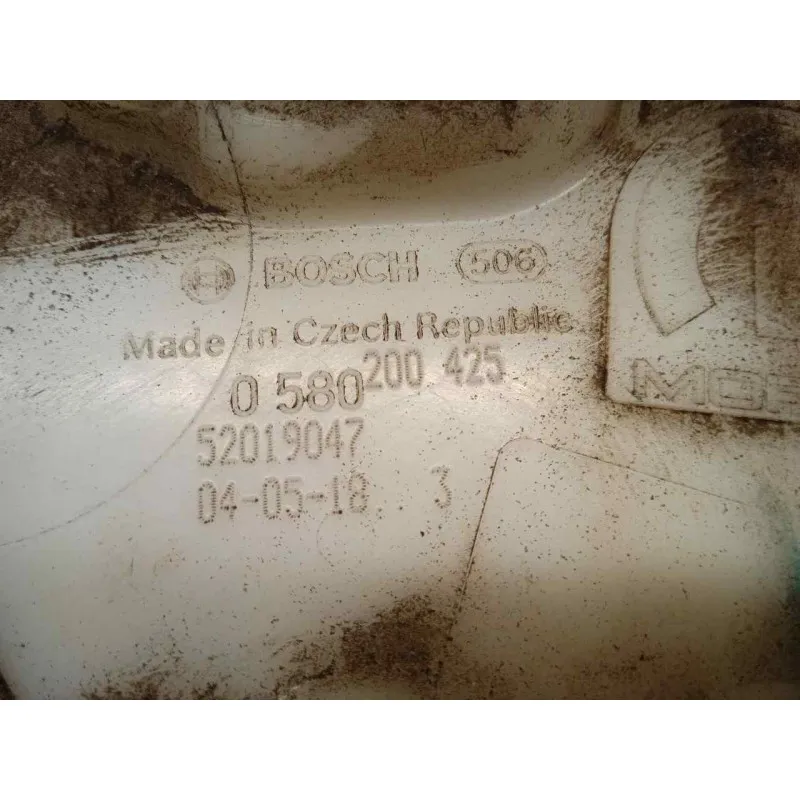 BOSCH 506
Made in Czech Republic
0 580 200 425
52019047
04-05-18 3